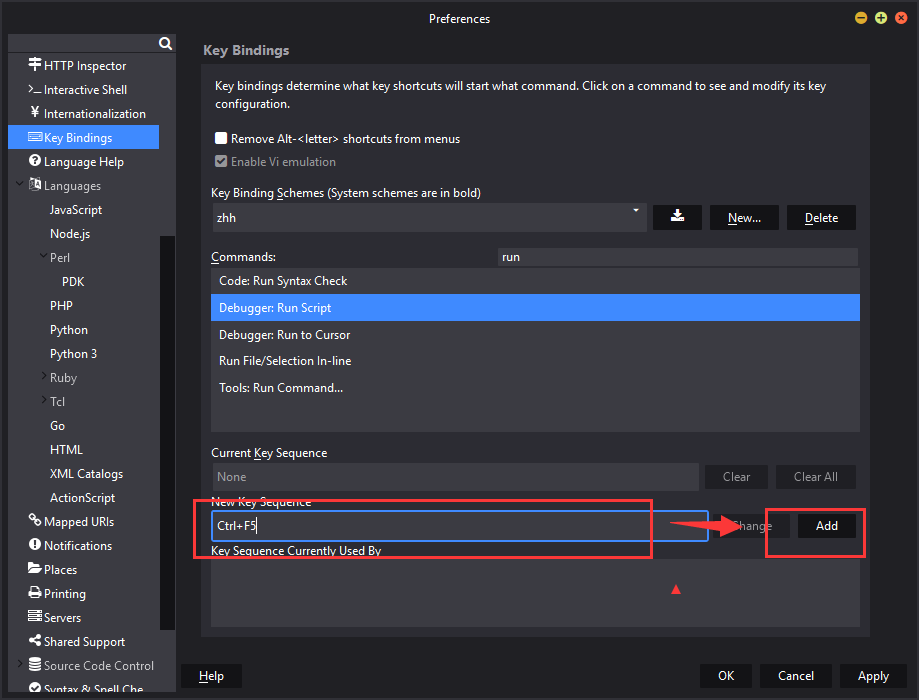 Preferences
HTTP Inspector
Interactive Shell
Internationalization
Key Bindings
Language Help
Languages
JavaScript
Node.js
Perl
PDK
PHP
Python
Python 3
Ruby
Tcl
Go
HTML
XML Catalogs
ActionScript
Mapped URIs
Notifications
Places
Printing
Servers
Shared Support
Source Code Control
Syntax & Spell Che
Key Bindings
Key bindings determine what key shortcuts will start what command. Click on a command to see and modify its key
configuration.
Remove Alt-<letter> shortcuts from menus
Enable Vi emulation
Key Binding Schemes (System schemes are in bold)
zhh
New...
Delete
Commands:
run
Code: Run Syntax Check
Debugger: Run Script
Debugger: Run to Cursor
Run File/Selection In-line
Tools: Run Command...
Current Key Sequence
None
Clear
Clear All
New Key Sequence
Ctrl+F5
Change
Add
Key Sequence Currently Used By
Help
OK
Cancel
Apply